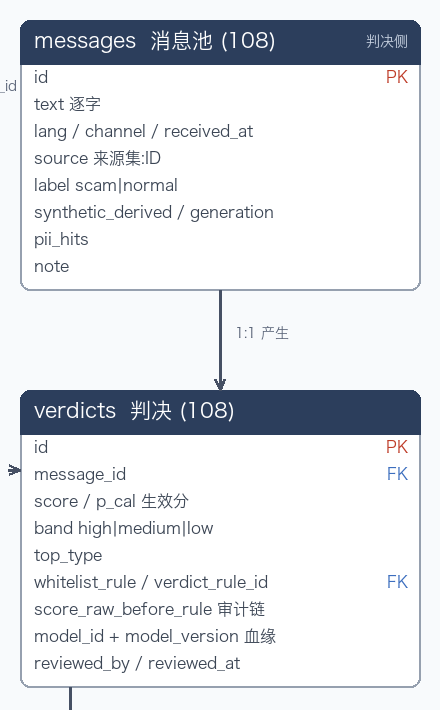 messages 消息池 (108) 判决侧
id PK
_id
text 逐字
lang / channel / received_at
source 来源集:ID
label scam|normal
synthetic_derived / generation
pii_hits
note
1:1 产生
verdicts 判决 (108)
id PK
message_id FK
score / p_cal 生效分
band high|medium|low
top_type
whitelist_rule / verdict_rule_id FK
score_raw_before_rule 审计链
model_id + model_version 血缘
reviewed_by / reviewed_at